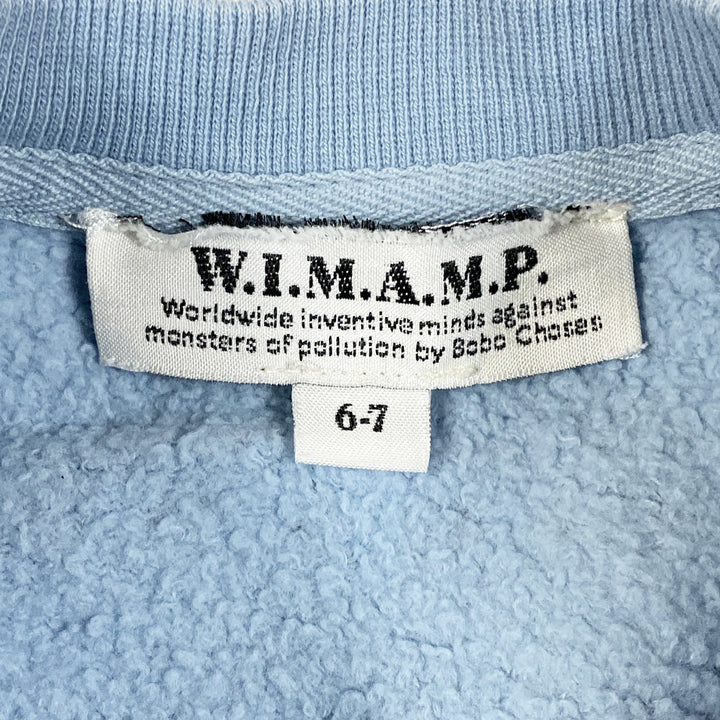 W.I.M.A.M.P.
Worldwide inventive minds against
monsters of pollution by Bobo Choses
6-7